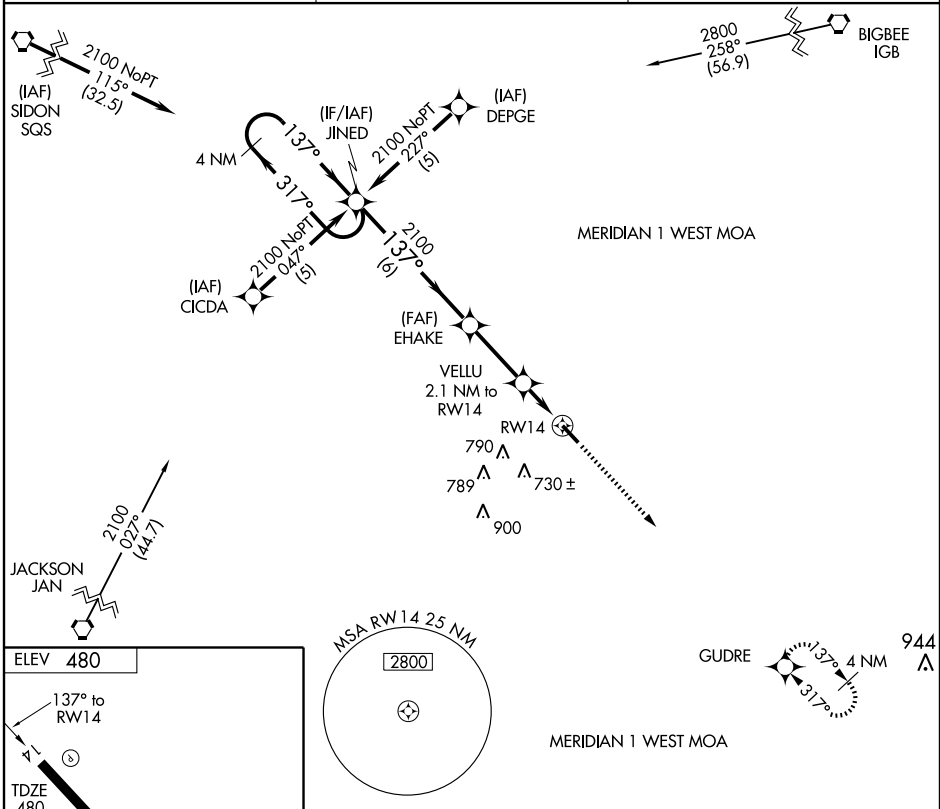 2100 NoPT
115°
(32.5)
(IAF)
SIDON
SQS
2800
258°
(56.9)
BIGBEE
IGB
(IF/IAF)
JINED
(IAF)
DEPGE
2100 NoPT
227°
(5)
4 NM
137°
317°
2100 NoPT
047°
(5)
(IAF)
CICDA
2100
137°
(6)
MERIDIAN 1 WEST MOA
(FAF)
EHAKE
VELLU
2.1 NM to
RW14
RW14
790
789
730 ±
900
2100
027°
(44.7)
JACKSON
JAN
MSA RW14 25 NM
2800
GUDRE
137°
317°
4 NM
944
MERIDIAN 1 WEST MOA
ELEV 480
137° to
RW14
14
P
TDZE
480